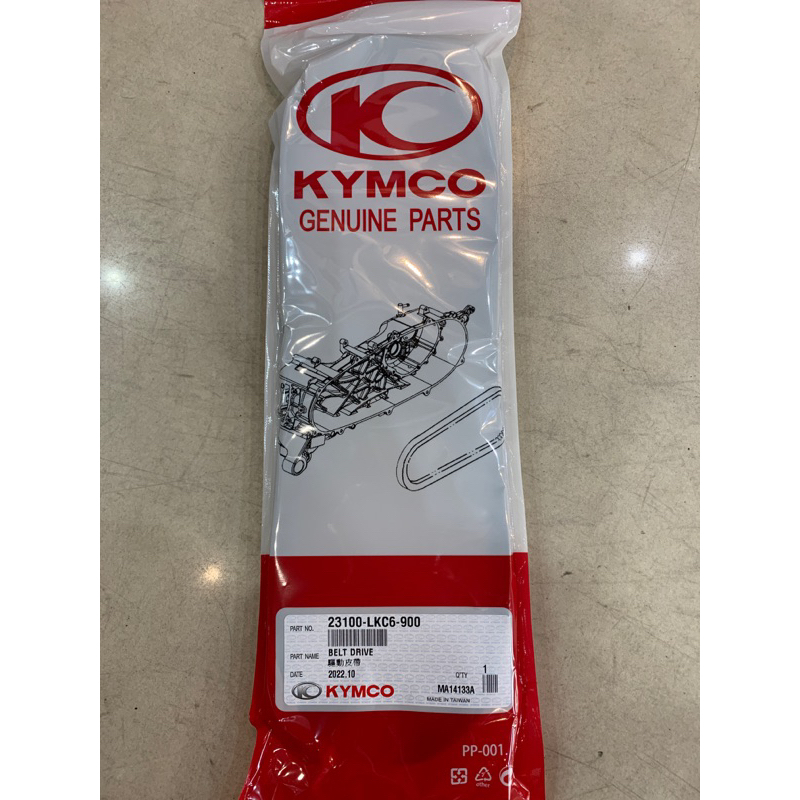 KYMCO
GENUINE PARTS
PART NO. 23100-LKC6-900
PART NAME BELT DRIVE
驅動皮帶
DATE 2022.10 Q'TY 1
KYMCO MA14133A
MADE IN TAIWAN
PP-001